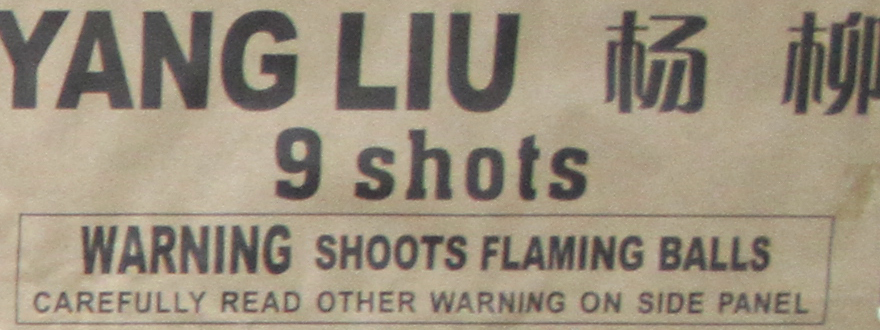 YANG LIU 杨 柳
9 shots
WARNING SHOOTS FLAMING BALLS
CAREFULLY READ OTHER WARNING ON SIDE PANEL